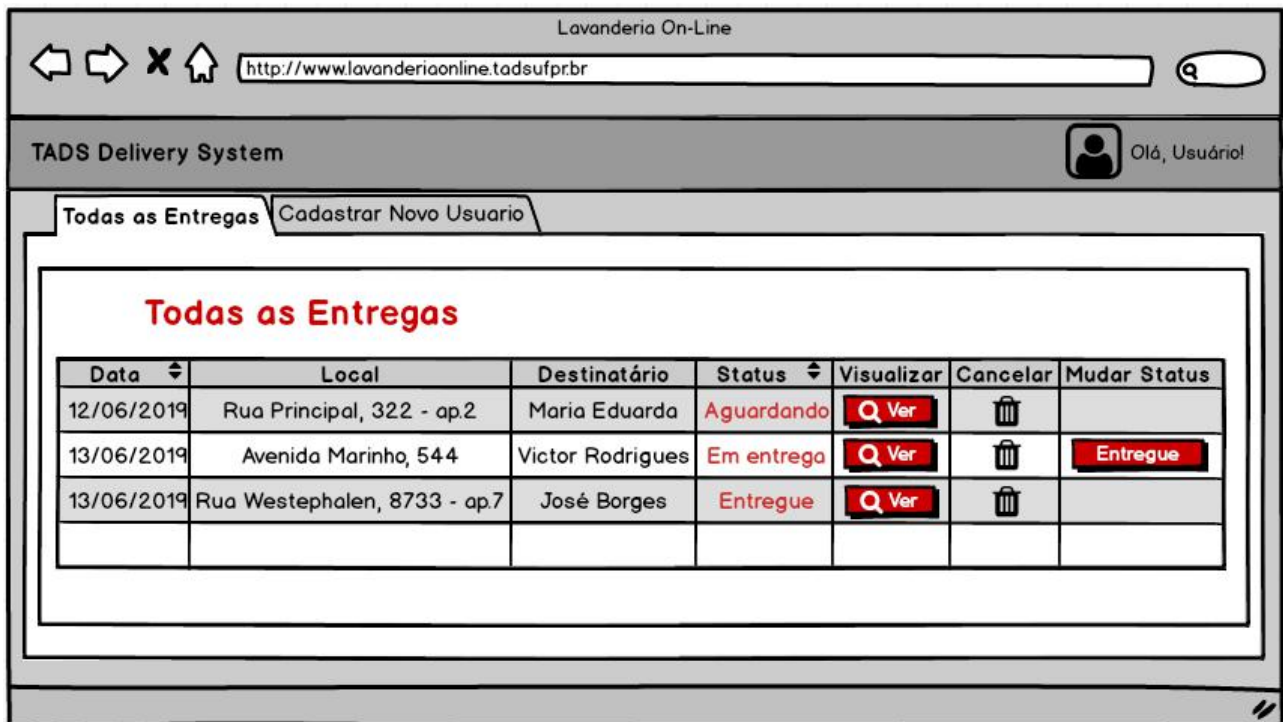 Lavanderia On-Line
http://www.lavanderiaonline.tadsufpr.br
TADS Delivery System
Olá, Usuário!
Todas as Entregas Cadastrar Novo Usuario
Todas as Entregas
Data Local Destinatário Status Visualizar Cancelar Mudar Status
12/06/2019 Rua Principal, 322 - ap.2 Maria Eduarda Aguardando Ver
13/06/2019 Avenida Marinho, 544 Victor Rodrigues Em entrega Ver Entregue
13/06/2019 Rua Westephalen, 8733 - ap.7 José Borges Entregue Ver